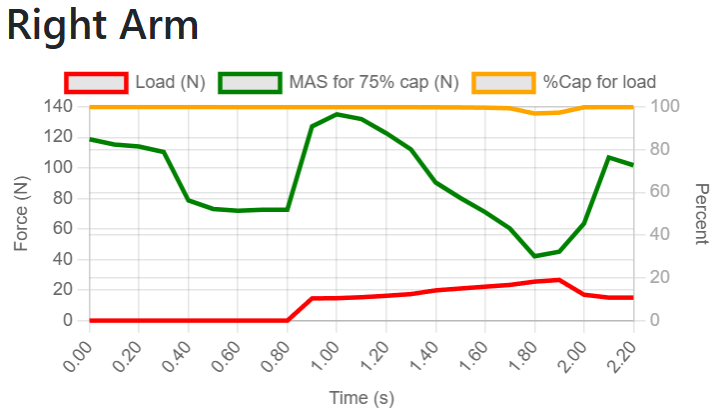 Right Arm
Load (N) MAS for 75% cap (N) %Cap for load
140 100
120
100 80
80 60
60 40
40
20 20
0 0
Force (N)
Percent
0.00 0.20 0.40 0.60 0.80 1.00 1.20 1.40 1.60 1.80 2.00 2.20
Time (s)